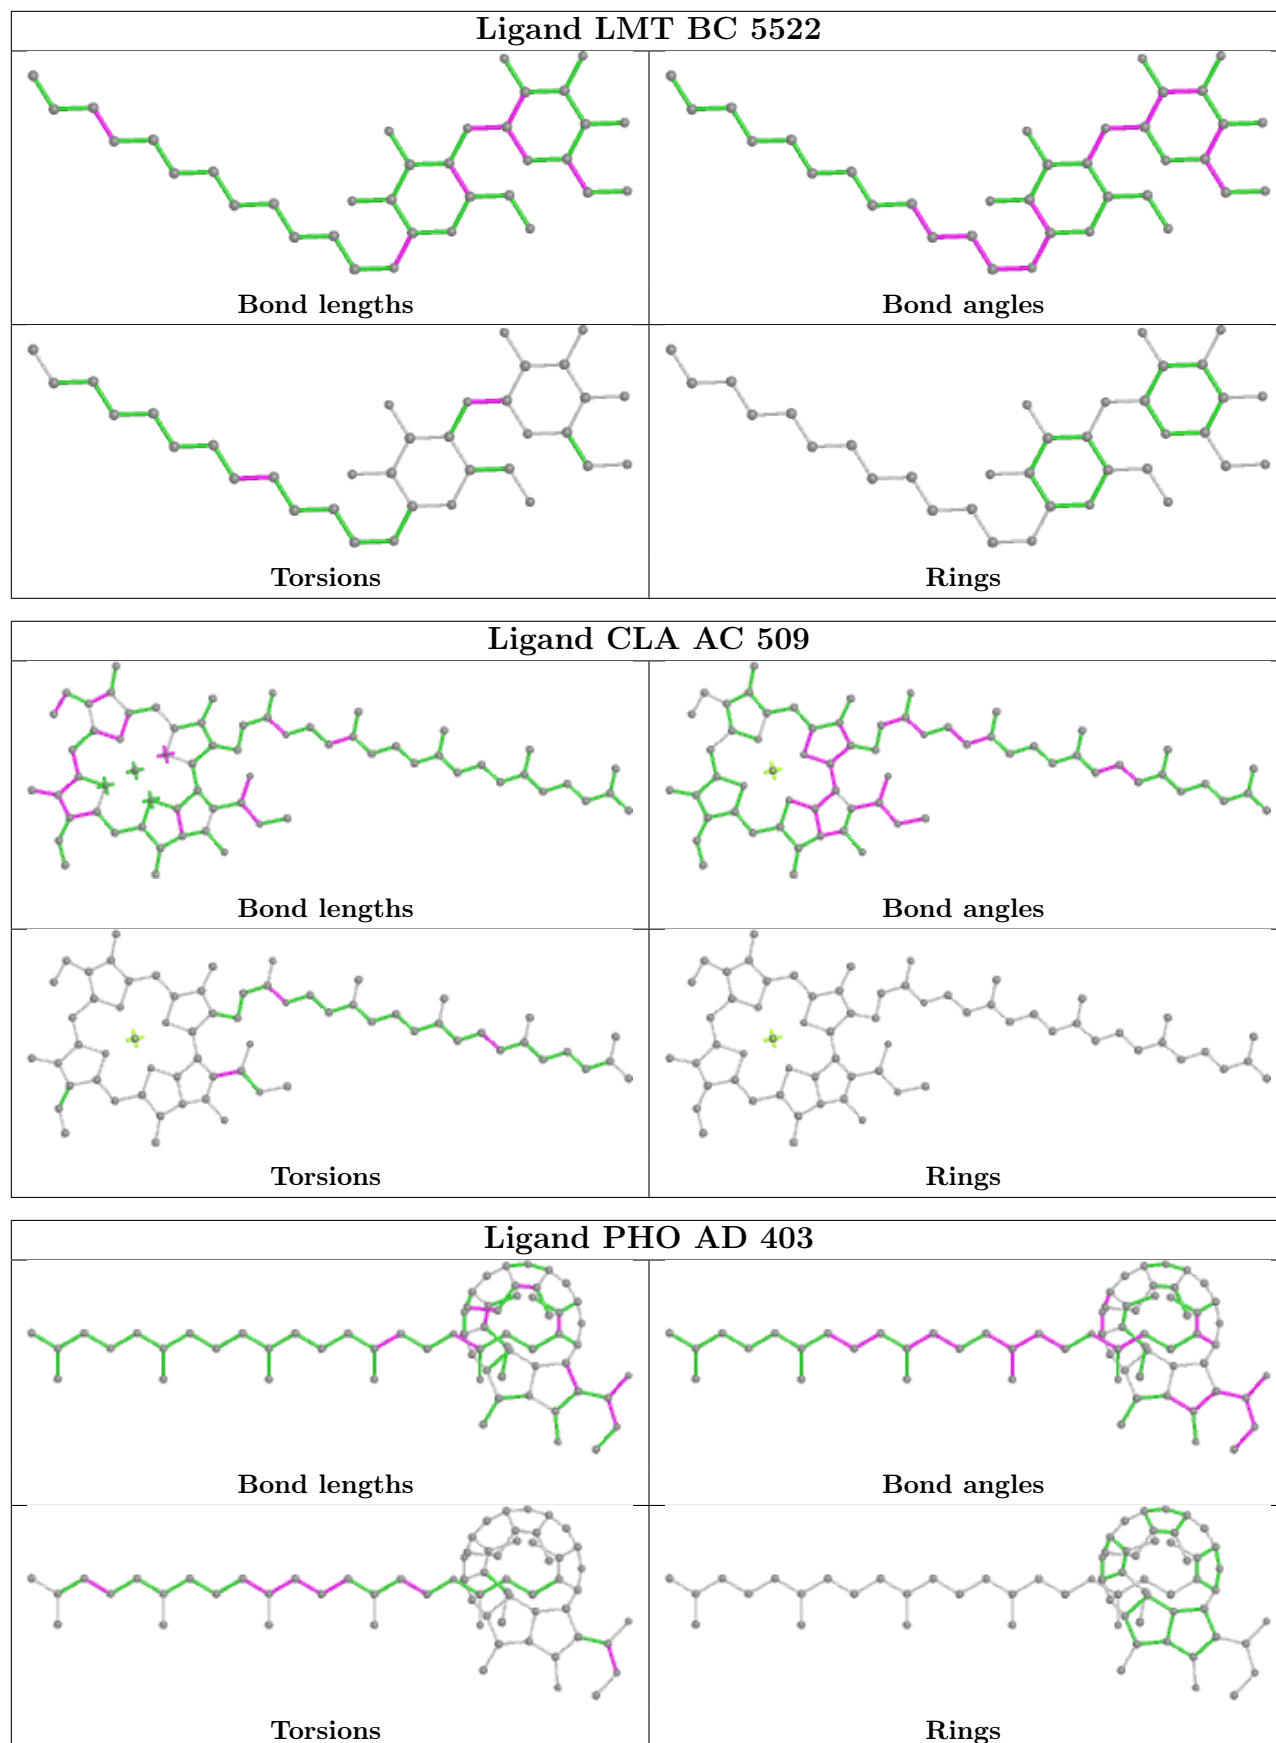 Ligand LMT BC 5522
Bond lengths
Bond angles
Torsions
Rings
Ligand CLA AC 509
Bond lengths
Bond angles
Torsions
Rings
Ligand PHO AD 403
Bond lengths
Bond angles
Torsions
Rings